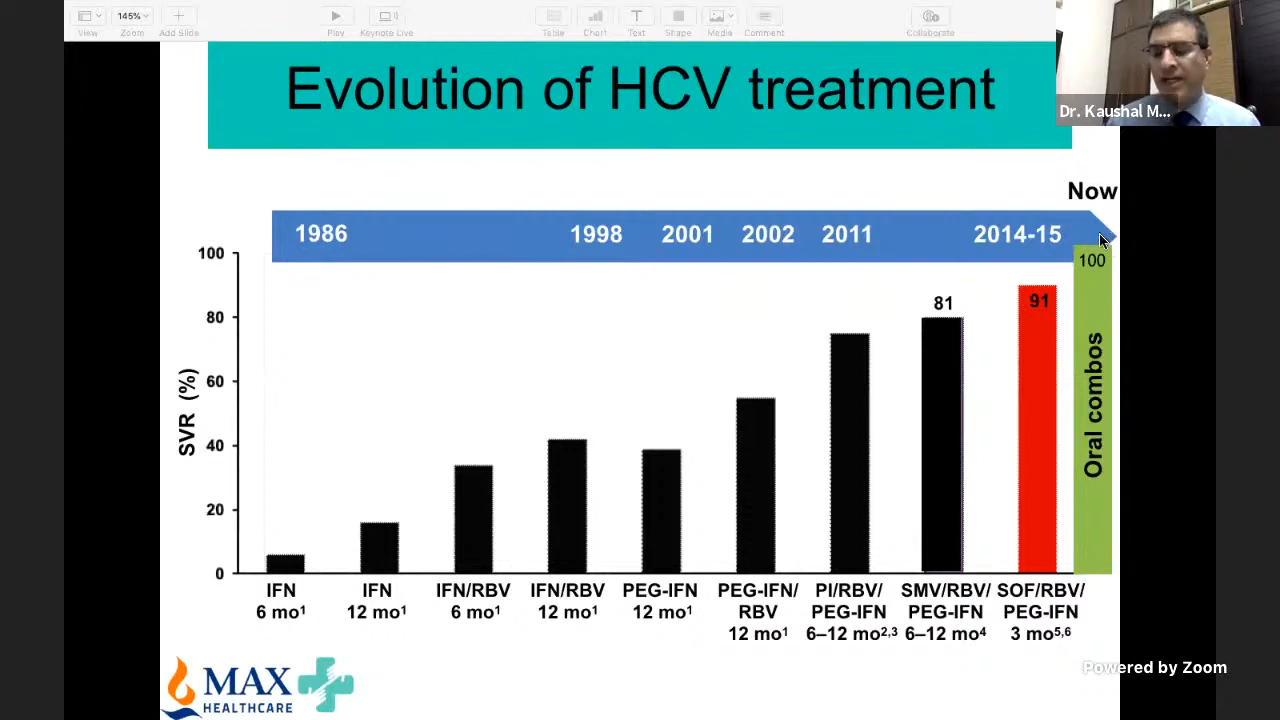 145%
View
Zoom
Add Slide
Play
Keynote Live
Table
Chart
Text
Shape
Media
Comment
Collaborate
Dr. Kaushal M...
Evolution of HCV treatment
Now
1986 1998 2001 2002 2011 2014-15
100
80
60
40
20
0
SVR (%)
81
91
100
Oral combos
IFN
6 mo¹
IFN
12 mo¹
IFN/RBV
6 mo¹
IFN/RBV
12 mo¹
PEG-IFN
12 mo¹
PEG-IFN/
RBV
12 mo¹
PI/RBV/
PEG-IFN
6–12 mo²,³
SMV/RBV/
PEG-IFN
6–12 mo⁴
SOF/RBV/
PEG-IFN
3 mo⁵,⁶
MAX
HEALTHCARE
Powered by Zoom